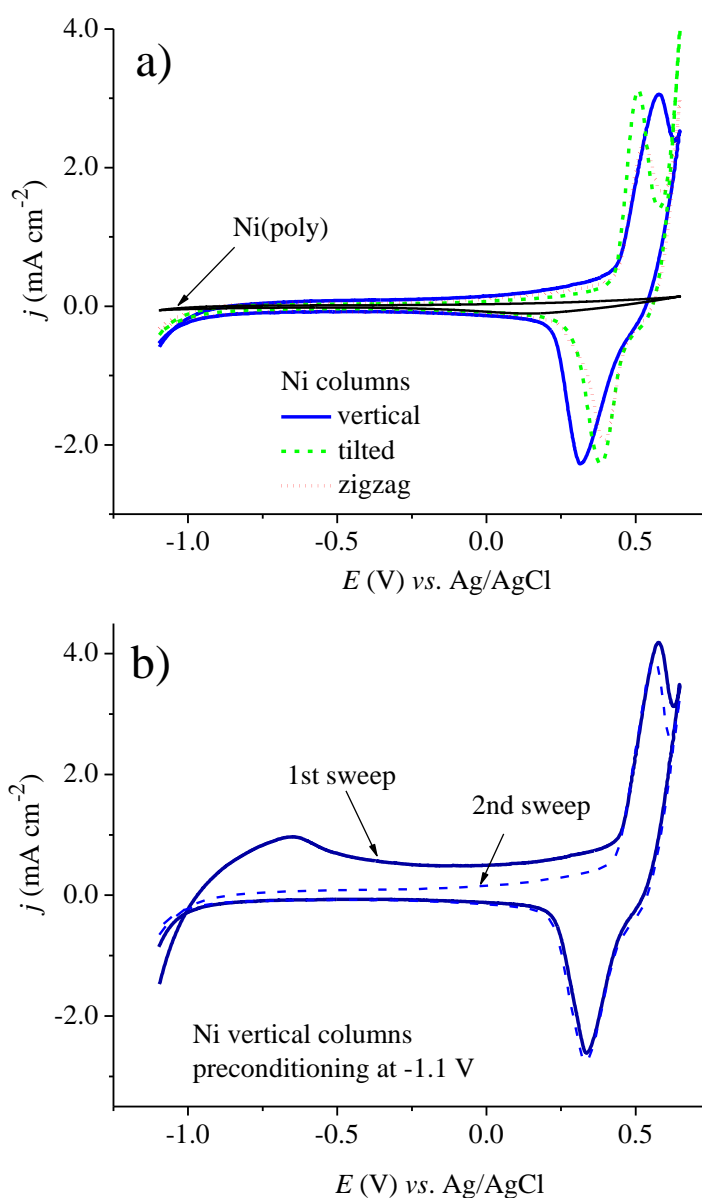 a)
4.0
2.0
0.0
-2.0
j (mA cm⁻²)
Ni(poly)
Ni columns
vertical
tilted
zigzag
-1.0 -0.5 0.0 0.5
E (V) vs. Ag/AgCl
b)
4.0
2.0
0.0
-2.0
j (mA cm⁻²)
1st sweep
2nd sweep
Ni vertical columns
preconditioning at -1.1 V
-1.0 -0.5 0.0 0.5
E (V) vs. Ag/AgCl